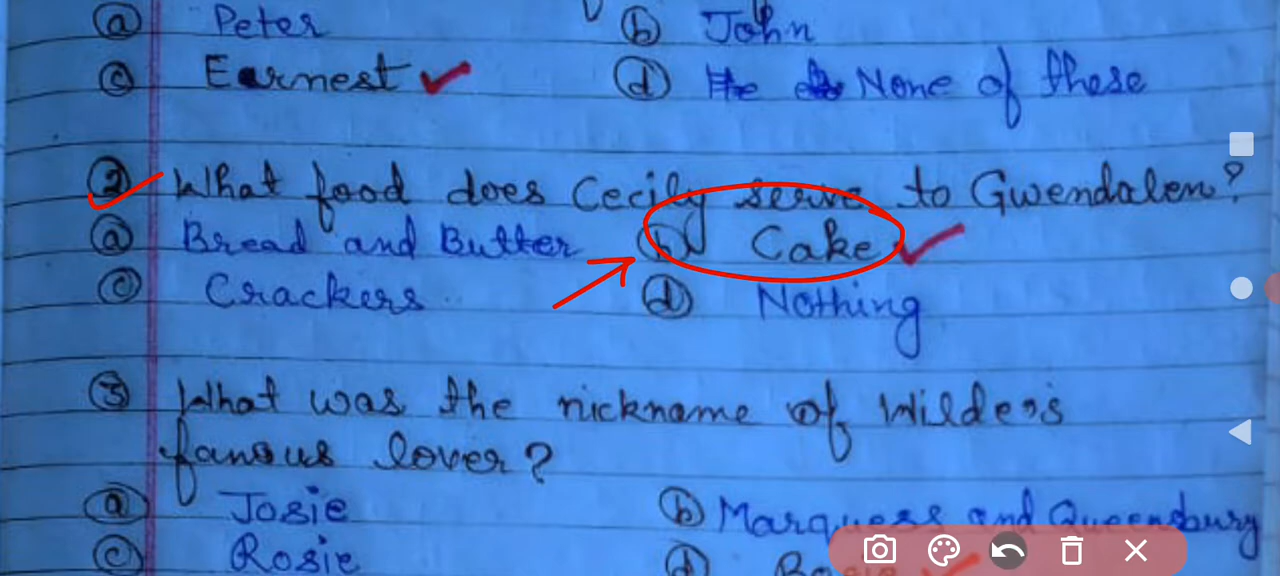 ⓐ Peter ⓑ John
ⓒ Earnest ✓ ⓓ None of these
② What food does Cecily serve to Gwendalen?
ⓐ Bread and Butter ⓑ Cake ✓
ⓒ Crackers ⓓ Nothing
③ What was the nickname of Wilde's
famous lover?
ⓐ Josie ⓑ Marquess and Queensbury
ⓒ Rosie ⓓ